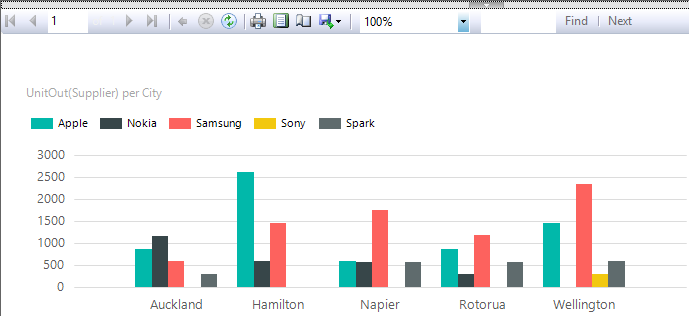 1 100% Find | Next
UnitOut(Supplier) per City
Apple Nokia Samsung Sony Spark
3000
2500
2000
1500
1000
500
0
Auckland Hamilton Napier Rotorua Wellington